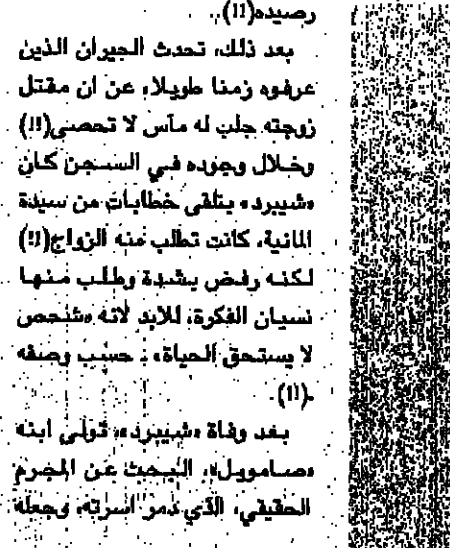 رصيده(!!).
بعد ذلك، تحدث الجيران الذين
عرفوه زمنا طويلا، عن ان مقتل
زوجته جلب له مآس لا تحصى(!!)
وخلال وجوده في السجن كان
«شيبرد» يتلقى خطابات من سيدة
المانية، كانت تطلب منه الزواج(!!)
لكنه رفض بشدة وطلب منها
نسيان الفكرة، للابد لانه «شخص
لا يستحق الحياة» ـ حسب وصفه
ـ(!!).
بعد وفاة «شيبرد»، تولى ابنه
«صامويل»، البحث عن المجرم
الحقيقي، الذي دمر اسرته، وجعله